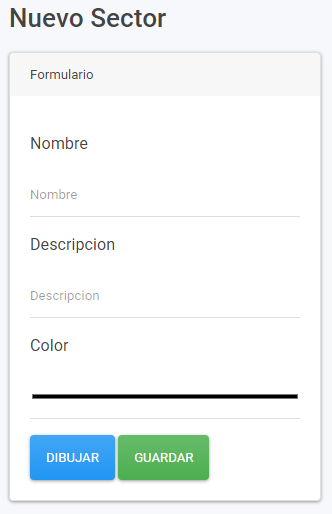 Nuevo Sector
Formulario
Nombre
Nombre
Descripcion
Descripcion
Color
DIBUJAR GUARDAR